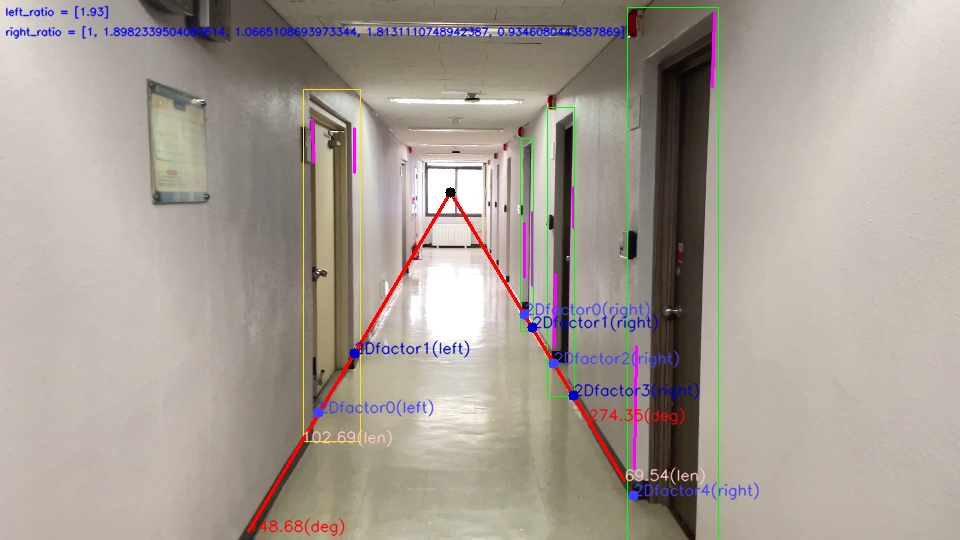 left_ratio = [1.93]
right_ratio = [1, 1.8982339504083614, 1.0665108693973344, 1.8131110748942387, 0.9346080443587869]
2Dfactor0(right)
2Dfactor1(right)
2Dfactor1(left)
2Dfactor2(right)
2Dfactor3(right)
2Dfactor0(left)
274.35(deg)
102.69(len)
69.54(len)
2Dfactor4(right)
48.68(deg)